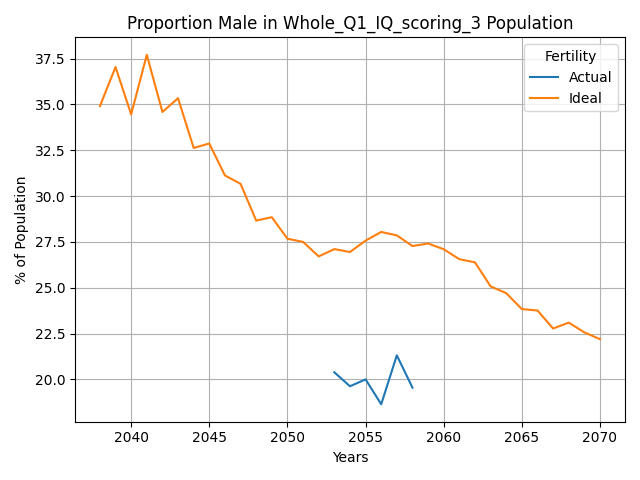 Proportion Male in Whole_Q1_IQ_scoring_3 Population
Fertility
Actual
Ideal
% of Population
37.5
35.0
32.5
30.0
27.5
25.0
22.5
20.0
2040 2045 2050 2055 2060 2065 2070
Years